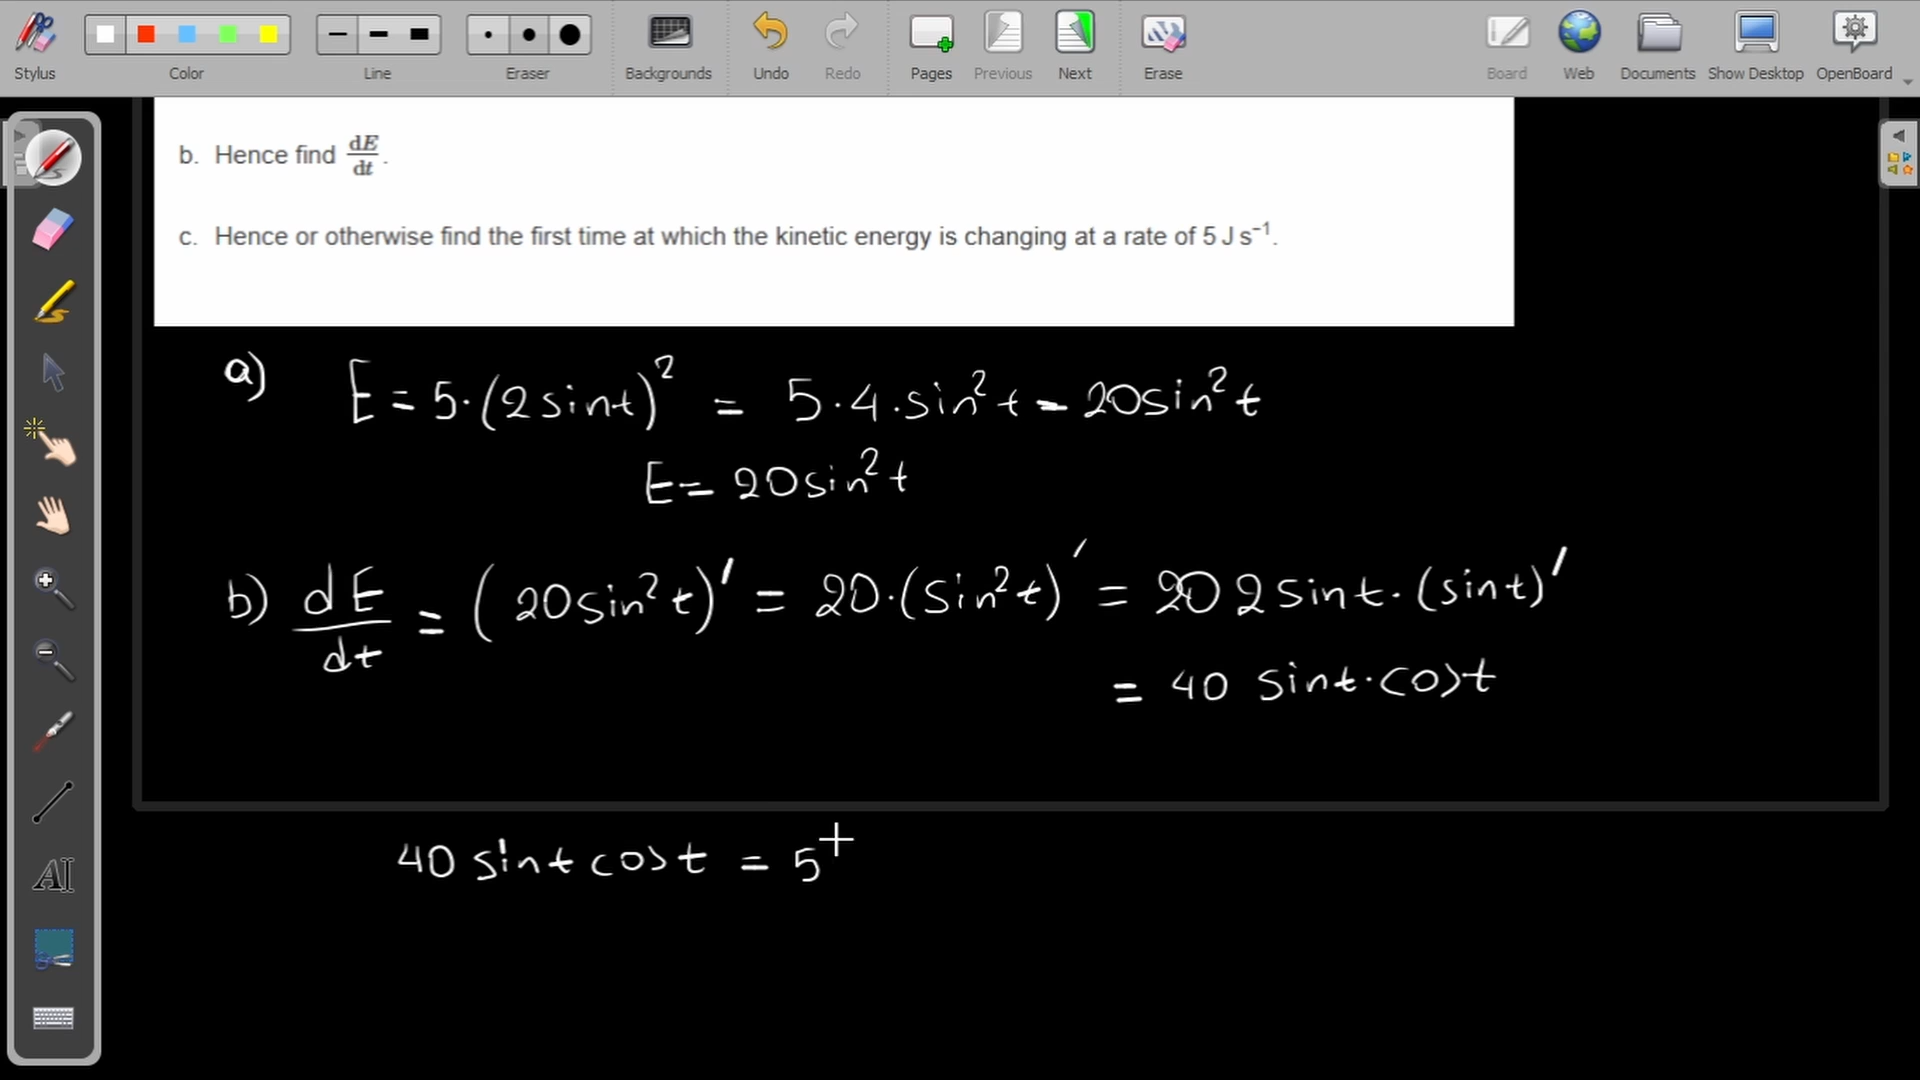 Stylus Color Line Eraser Backgrounds Undo Redo Pages Previous Next Erase Board Web Documents Show Desktop OpenBoard
b. Hence find dE/dt.
c. Hence or otherwise find the first time at which the kinetic energy is changing at a rate of 5 J s⁻¹.
a) E = 5·(2sint)² = 5·4·sin²t = 20sin²t
E = 20sin²t
b) dE/dt = (20sin²t)' = 20·(sin²t)' = 20 2sint·(sint)'
= 40 sint·cost
40 sint cost = 5
AI